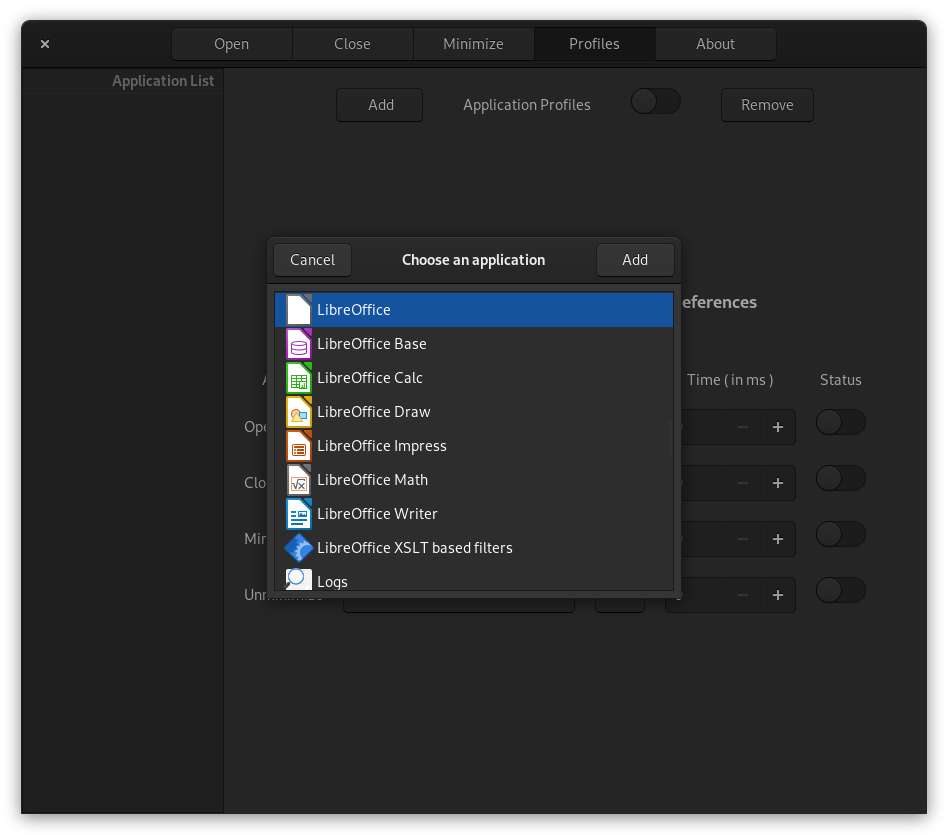 × Open Close Minimize Profiles About
Application List
Add Application Profiles Remove
Cancel Choose an application Add
LibreOffice
eferences
LibreOffice Base
LibreOffice Calc
Time ( in ms ) Status
LibreOffice Draw
Ope − +
LibreOffice Impress
LibreOffice Math
Clo − +
LibreOffice Writer
Min − +
LibreOffice XSLT based filters
Logs
− +